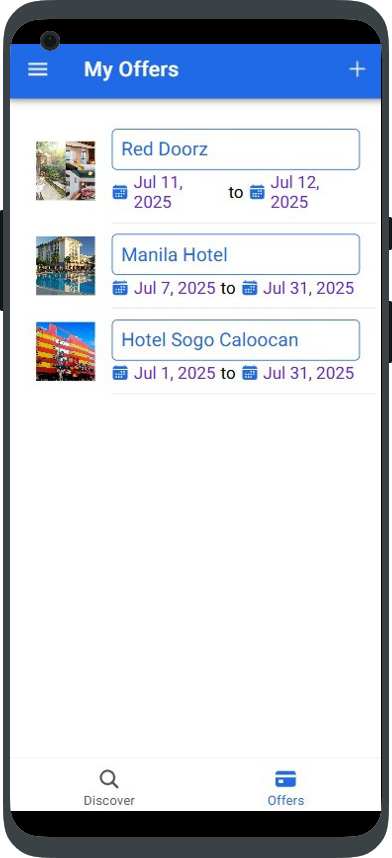 My Offers
Red Doorz
Jul 11, to Jul 12,
2025 2025
Manila Hotel
Jul 7, 2025 to Jul 31, 2025
Hotel Sogo Caloocan
Jul 1, 2025 to Jul 31, 2025
Discover Offers